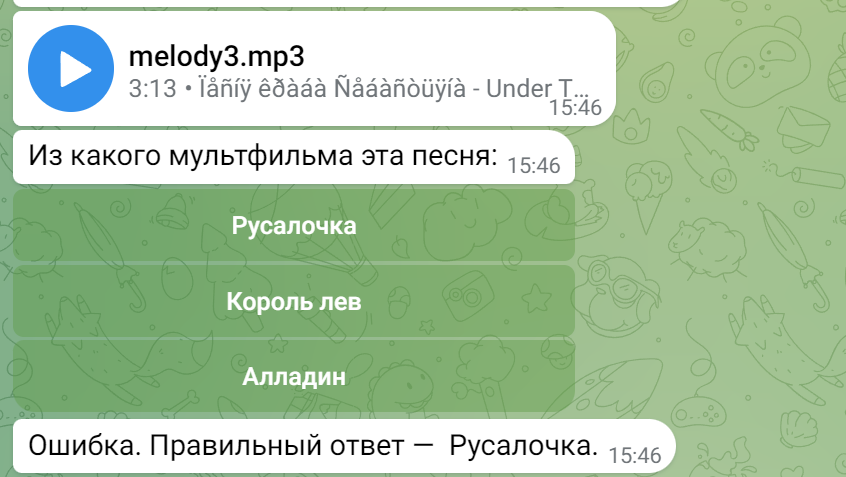 melody3.mp3
3:13 • Ïåñíÿ êðàáà Ñåáàñòüÿíà - Under T...
15:46
Из какого мультфильма эта песня: 15:46
Русалочка
Король лев
Алладин
Ошибка. Правильный ответ — Русалочка. 15:46